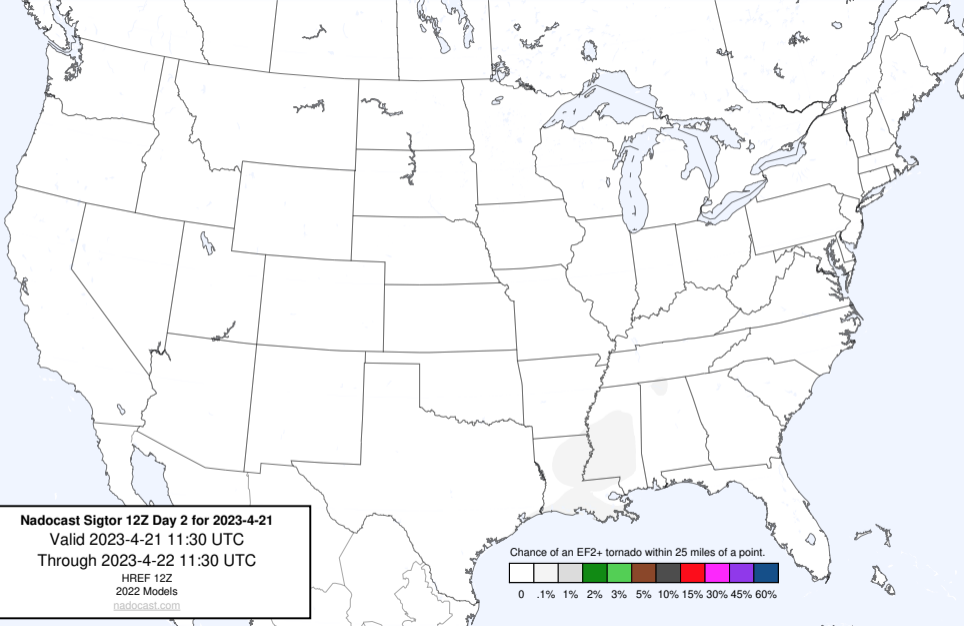 Nadocast Sigtor 12Z Day 2 for 2023-4-21
Valid 2023-4-21 11:30 UTC
Through 2023-4-22 11:30 UTC
HREF 12Z
2022 Models
nadocast.com
Chance of an EF2+ tornado within 25 miles of a point.
0 .1% 1% 2% 3% 5% 10% 15% 30% 45% 60%